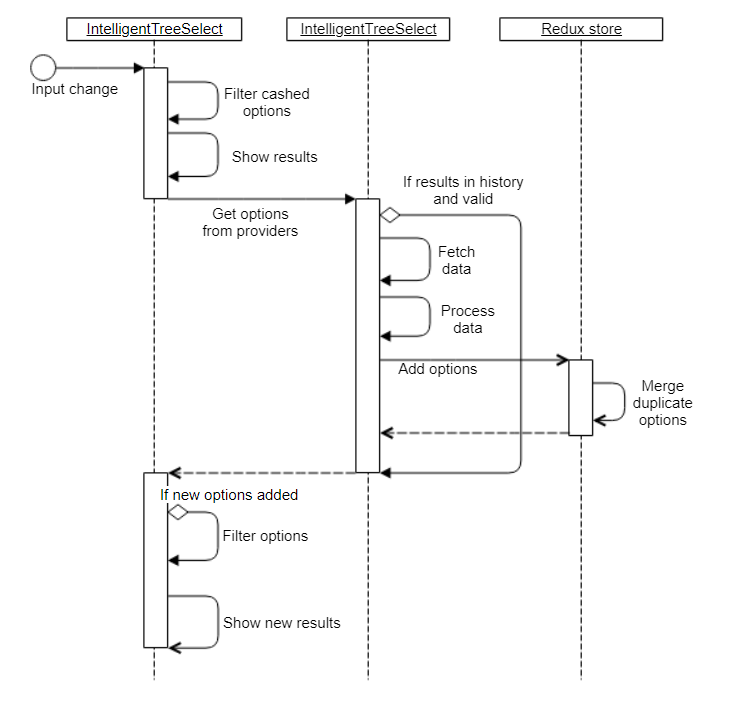 IntelligentTreeSelect
IntelligentTreeSelect
Redux store
Input change
Filter cashed
options
Show results
If results in history
and valid
Get options
from providers
Fetch
data
Process
data
Add options
Merge
duplicate
options
If new options added
Filter options
Show new results